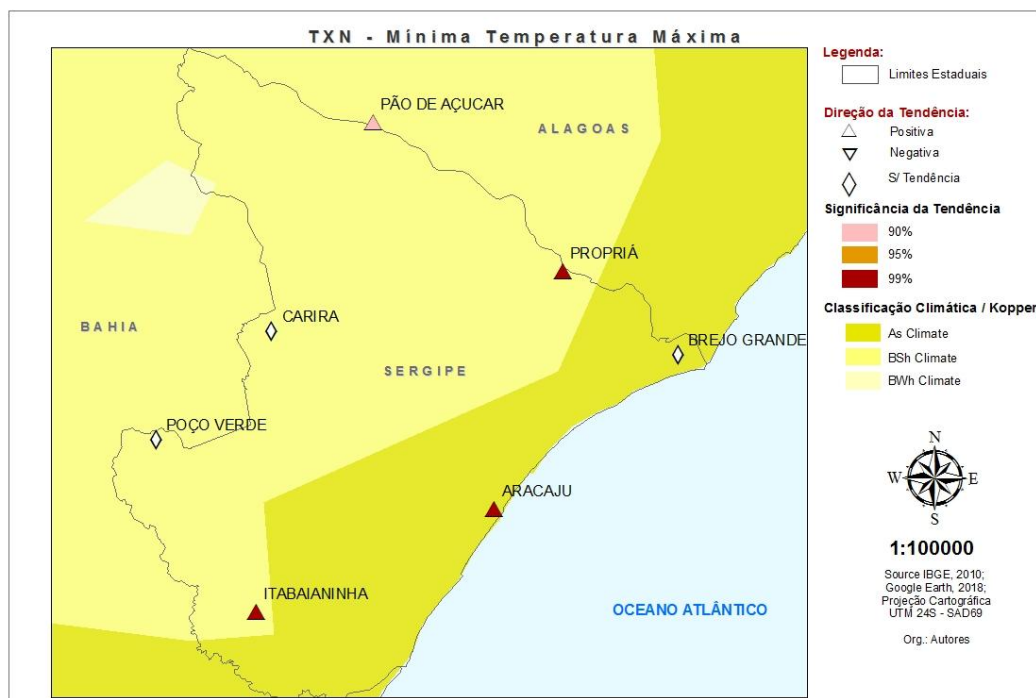 TXN - Mínima Temperatura Máxima
PÃO DE AÇUCAR
ALAGOAS
PROPRIÁ
CARIRA
BAHIA
BREJO GRANDE
SERGIPE
POÇO VERDE
ARACAJU
ITABAIANINHA
OCEANO ATLÂNTICO
Legenda:
Limites Estaduais
Direção da Tendência:
Positiva
Negativa
S/ Tendência
Significância da Tendência
90%
95%
99%
Classificação Climática / Kopper
As Climate
BSh Climate
BWh Climate
N
W E
S
1:100000
Source IBGE, 2010;
Google Earth, 2018;
Projeção Cartográfica
UTM 24S - SAD69
Org.: Autores